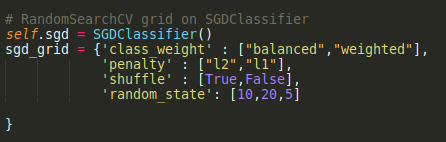 # RandomSearchCV grid on SGDClassifier
self.sgd = SGDClassifier()
sgd_grid = {'class_weight' : ["balanced","weighted"],
            'penalty' : ["l2","l1"],
            'shuffle' : [True,False],
            'random_state': [10,20,5]
}